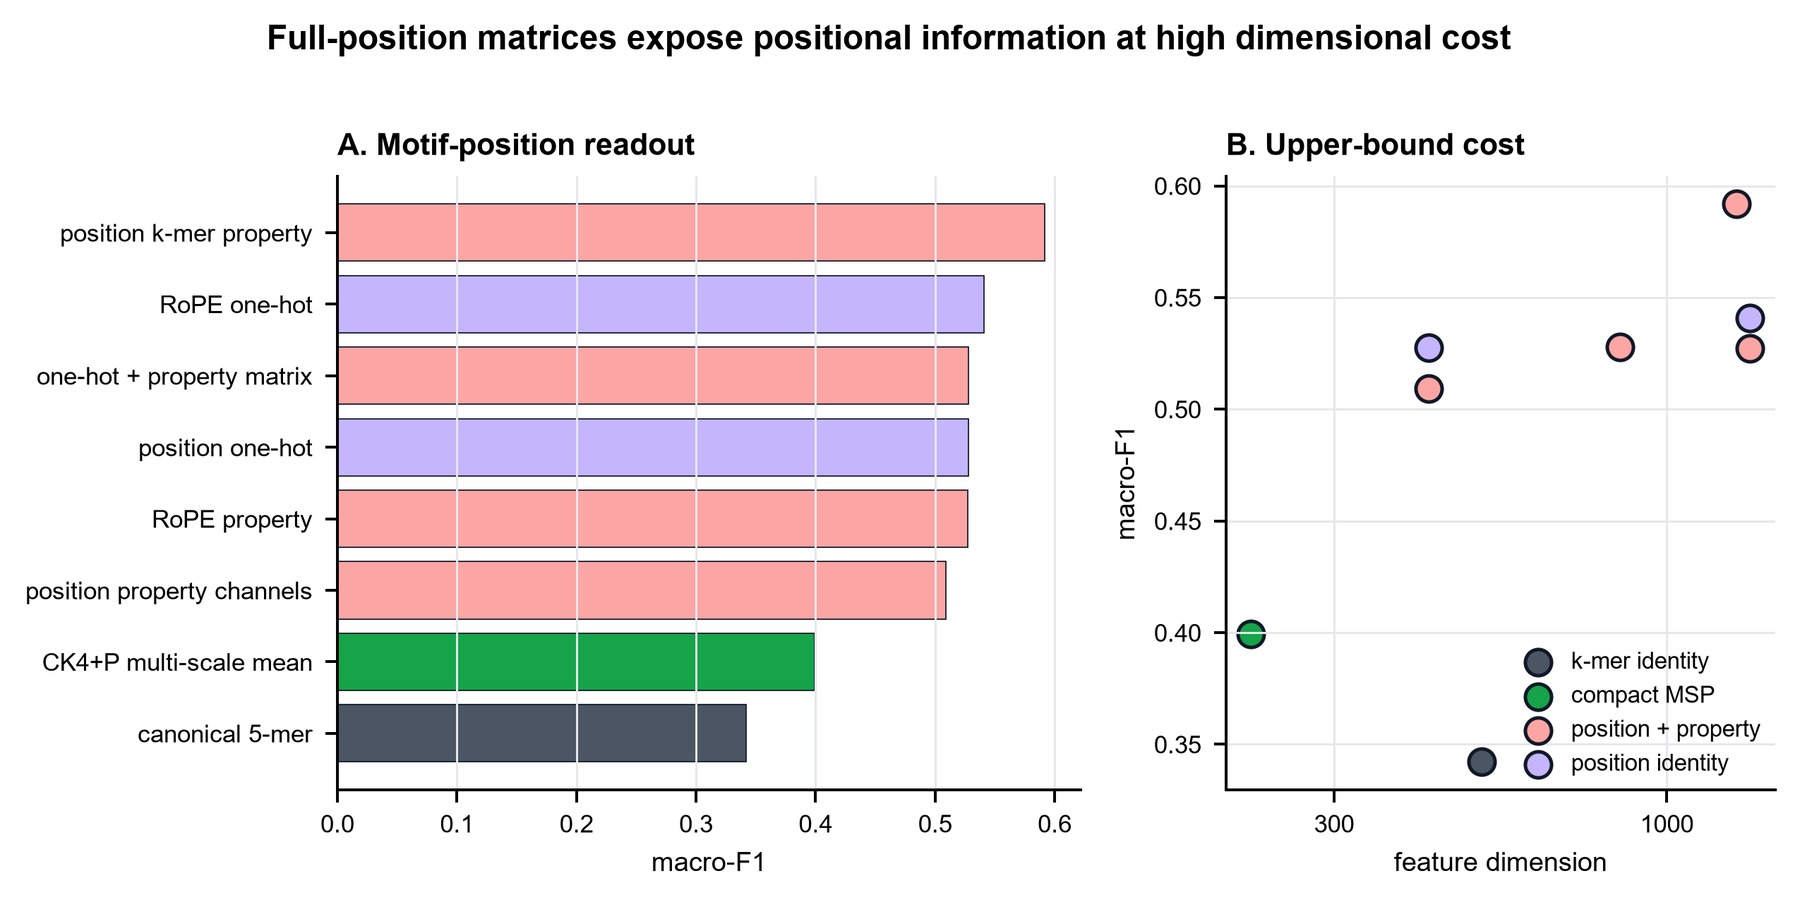 Full-position matrices expose positional information at high dimensional cost
A. Motif-position readout
position k-mer property
RoPE one-hot
one-hot + property matrix
position one-hot
RoPE property
position property channels
CK4+P multi-scale mean
canonical 5-mer
0.0 0.1 0.2 0.3 0.4 0.5 0.6
macro-F1
B. Upper-bound cost
macro-F1
0.60
0.55
0.50
0.45
0.40
0.35
k-mer identity
compact MSP
position + property
position identity
300 1000
feature dimension